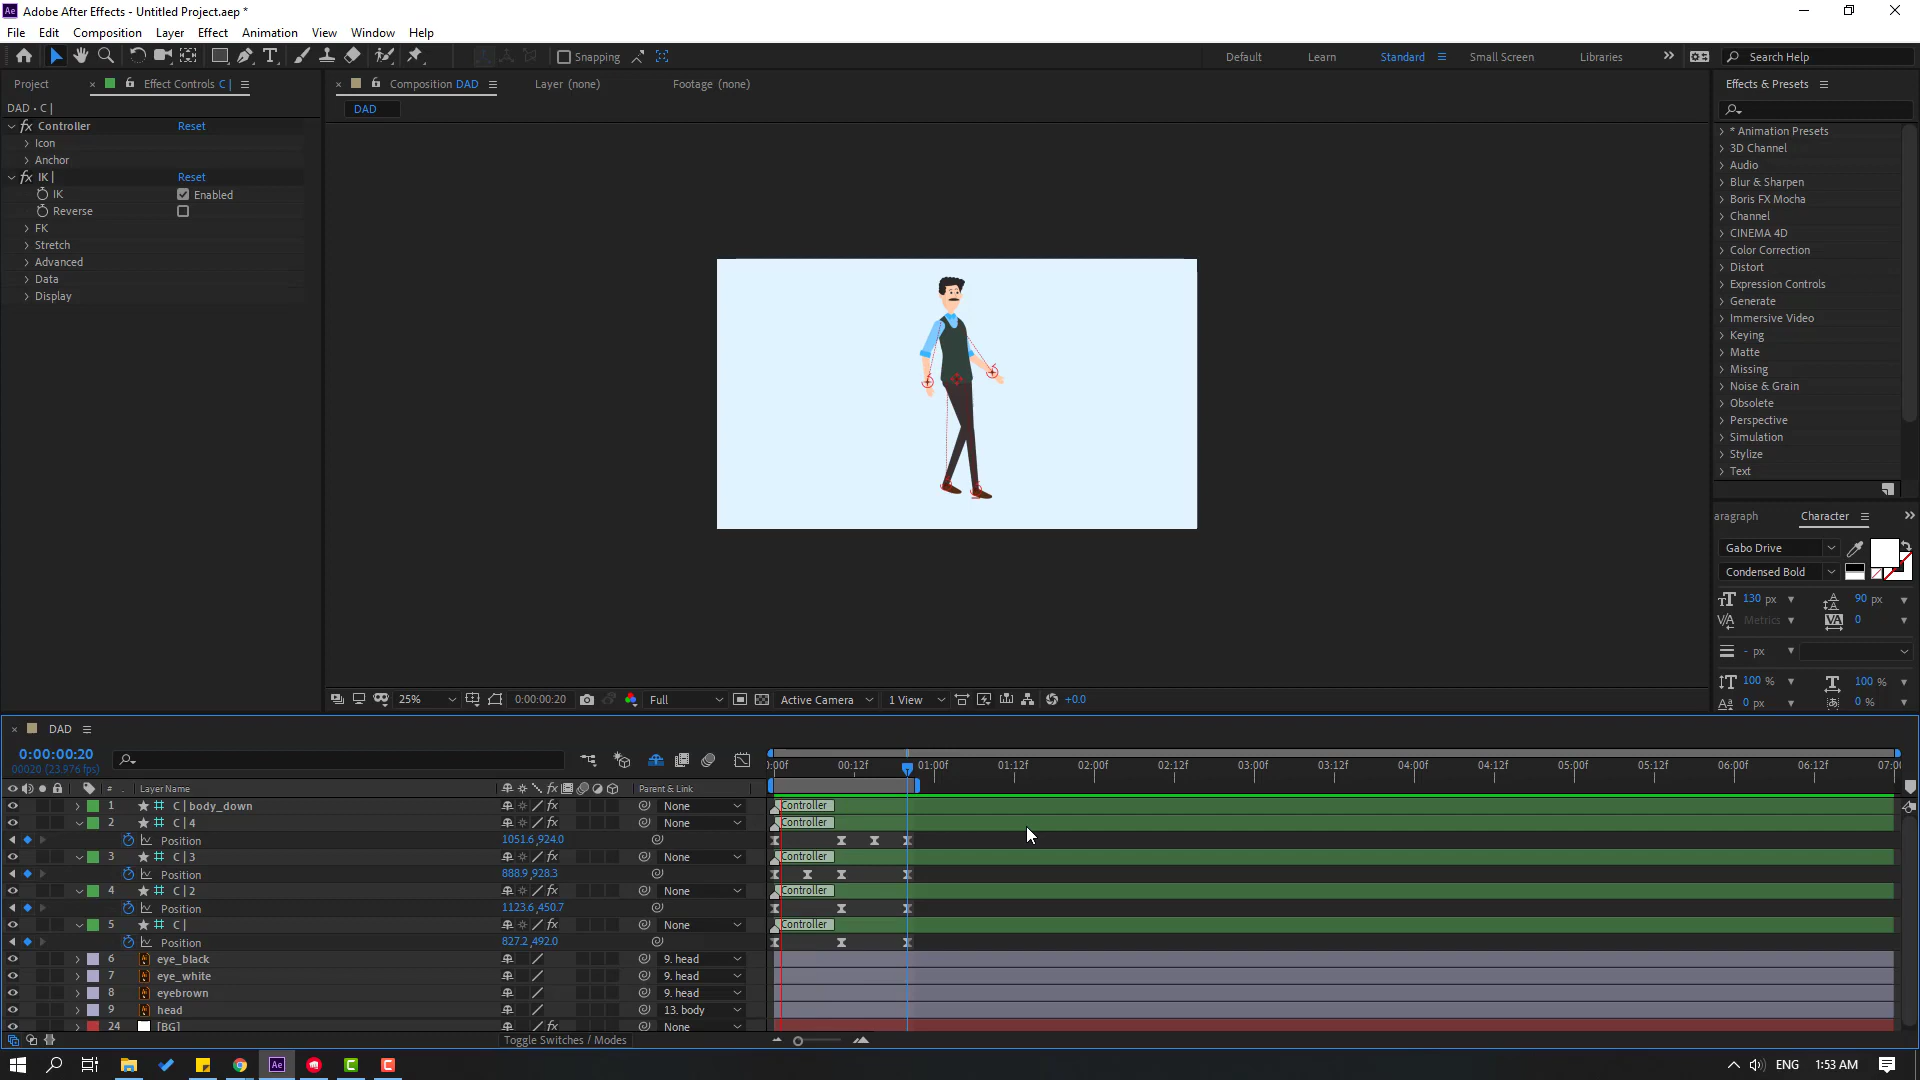 Adobe After Effects - Untitled Project.aep *
File Edit Composition Layer Effect Animation View Window Help
Snapping
Default Learn Standard Small Screen Libraries
Search Help
Project
Effect Controls C |
Composition DAD
Layer (none)
Footage (none)
Effects & Presets
DAD • C |
DAD
Controller Reset
Icon
Anchor
IK | Reset
IK Enabled
Reverse
FK
Stretch
Advanced
Data
Display
* Animation Presets
3D Channel
Audio
Blur & Sharpen
Boris FX Mocha
Channel
CINEMA 4D
Color Correction
Distort
Expression Controls
Generate
Immersive Video
Keying
Matte
Missing
Noise & Grain
Obsolete
Perspective
Simulation
Stylize
Text
aragraph Character
Gabo Drive
Condensed Bold
130 px 90 px
Metrics 0
- px
100 % 100 %
0 px 0 %
25% 0:00:00:20 Full Active Camera 1 View +0.0
DAD
0:00:00:20
00020 (23.976 fps)
:00f 00:12f 01:00f 01:12f 02:00f 02:12f 03:00f 03:12f 04:00f 04:12f 05:00f 05:12f 06:00f 06:12f 07:00
# Layer Name Parent & Link
1 C | body_down None Controller
2 C | 4 None Controller
Position 1051.6,924.0
3 C | 3 None Controller
Position 888.9,928.3
4 C | 2 None Controller
Position 1123.6,450.7
5 C | None Controller
Position 827.2,492.0
6 eye_black 9. head
7 eye_white 9. head
8 eyebrown 9. head
9 head 13. body
24 [BG] None
Toggle Switches / Modes
ENG 1:53 AM